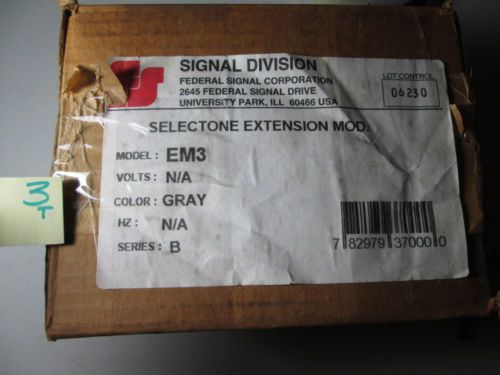 SIGNAL DIVISION
FEDERAL SIGNAL CORPORATION
2645 FEDERAL SIGNAL DRIVE
UNIVERSITY PARK, ILL 60466 USA
LOT CONTROL
06230
SELECTONE EXTENSION MOD.
MODEL: EM3
VOLTS: N/A
COLOR: GRAY
HZ: N/A
SERIES: B
7 82979 37000 0
3
T